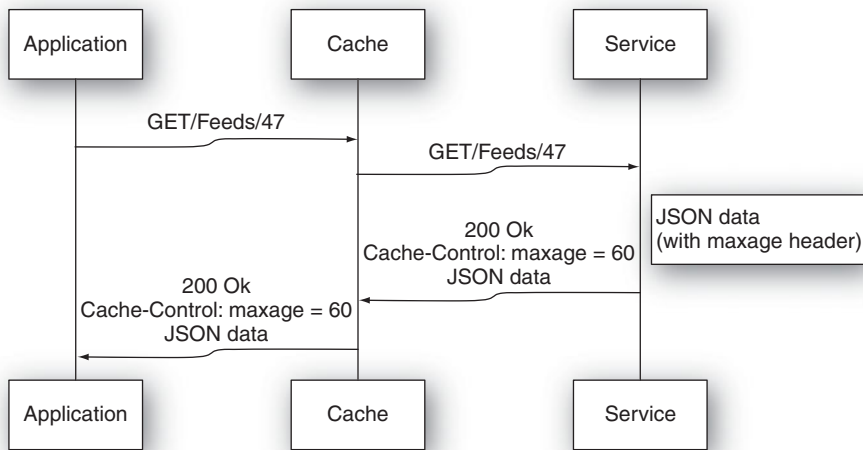 Application
Cache
Service
GET/Feeds/47
GET/Feeds/47
JSON data
(with maxage header)
200 Ok
Cache-Control: maxage = 60
JSON data
200 Ok
Cache-Control: maxage = 60
JSON data
Application
Cache
Service